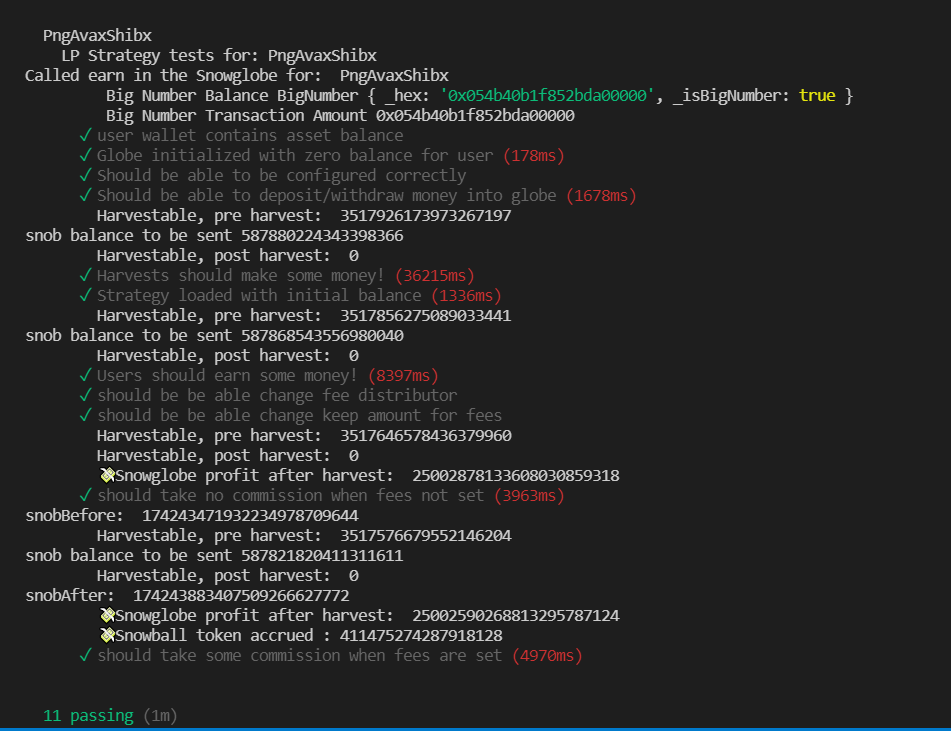 PngAvaxShibx
LP Strategy tests for: PngAvaxShibx
Called earn in the Snowglobe for:  PngAvaxShibx
Big Number Balance BigNumber { _hex: '0x054b40b1f852bda00000', _isBigNumber: true }
Big Number Transaction Amount 0x054b40b1f852bda00000
✓ user wallet contains asset balance
✓ Globe initialized with zero balance for user (178ms)
✓ Should be able to be configured correctly
✓ Should be able to deposit/withdraw money into globe (1678ms)
Harvestable, pre harvest:  3517926173973267197
snob balance to be sent 587880224343398366
Harvestable, post harvest:  0
✓ Harvests should make some money! (36215ms)
✓ Strategy loaded with initial balance (1336ms)
Harvestable, pre harvest:  3517856275089033441
snob balance to be sent 587868543556980040
Harvestable, post harvest:  0
✓ Users should earn some money! (8397ms)
✓ should be be able change fee distributor
✓ should be be able change keep amount for fees
Harvestable, pre harvest:  3517646578436379960
Harvestable, post harvest:  0
💸Snowglobe profit after harvest:  25002878133608030859318
✓ should take no commission when fees not set (3963ms)
snobBefore:  174243471932234978709644
Harvestable, pre harvest:  3517576679552146204
snob balance to be sent 587821820411311611
Harvestable, post harvest:  0
snobAfter:  174243883407509266627772
💸Snowglobe profit after harvest:  25002590268813295787124
💸Snowball token accrued : 411475274287918128
✓ should take some commission when fees are set (4970ms)
11 passing (1m)